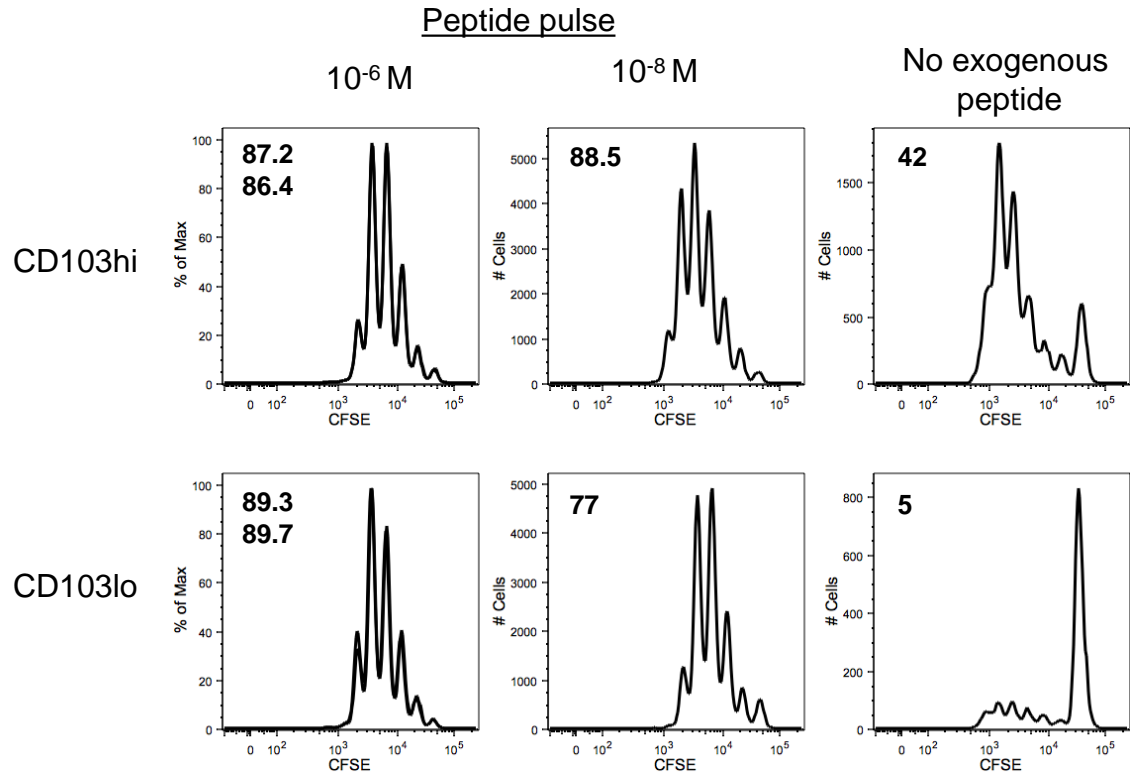 Peptide pulse
10⁻⁶ M
10⁻⁸ M
No exogenous
peptide
CD103hi
87.2
86.4
% of Max
100
80
60
40
20
0
0 10² 10³ 10⁴ 10⁵
CFSE
88.5
# Cells
5000
4000
3000
2000
1000
0
0 10² 10³ 10⁴ 10⁵
CFSE
42
# Cells
1500
1000
500
0
0 10² 10³ 10⁴ 10⁵
CFSE
CD103lo
89.3
89.7
% of Max
100
80
60
40
20
0
0 10² 10³ 10⁴ 10⁵
CFSE
77
# Cells
5000
4000
3000
2000
1000
0
0 10² 10³ 10⁴ 10⁵
CFSE
5
# Cells
800
600
400
200
0
0 10² 10³ 10⁴ 10⁵
CFSE